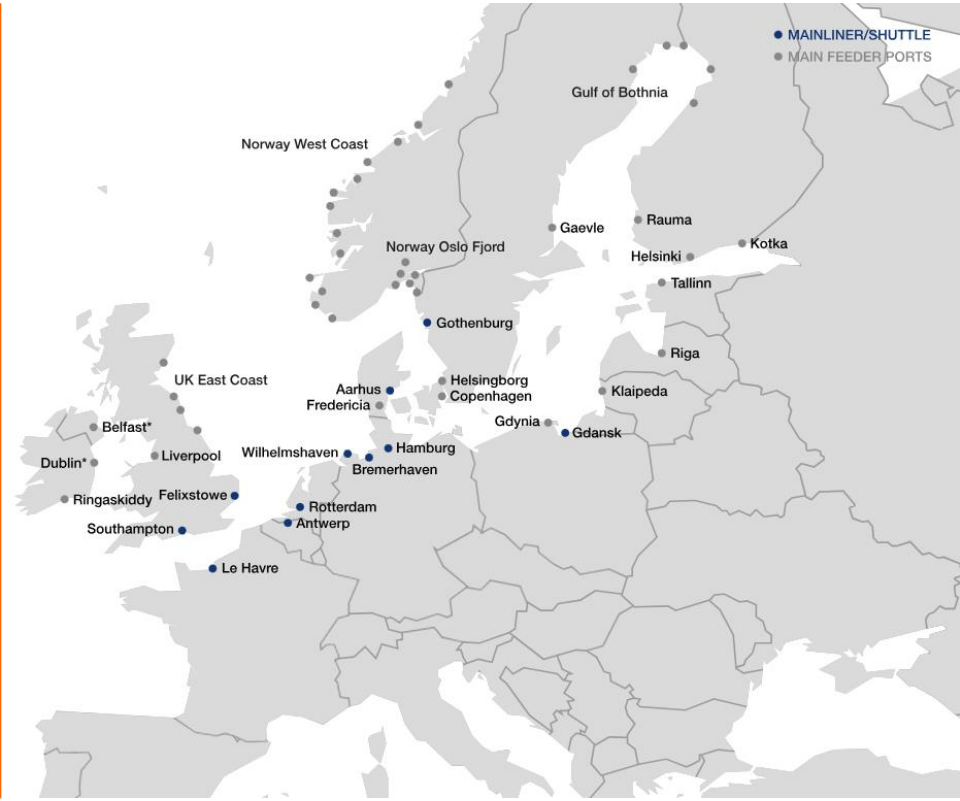 MAINLINER/SHUTTLE
MAIN FEEDER PORTS
Gulf of Bothnia
Norway West Coast
Rauma
Gaevle
Kotka
Norway Oslo Fjord
Helsinki
Tallinn
Gothenburg
Riga
UK East Coast
Helsingborg
Aarhus
Klaipeda
Copenhagen
Fredericia
Gdynia
Belfast*
Gdansk
Hamburg
Wilhelmshaven
Liverpool
Dublin*
Bremerhaven
Felixstowe
Ringaskiddy
Rotterdam
Antwerp
Southampton
Le Havre